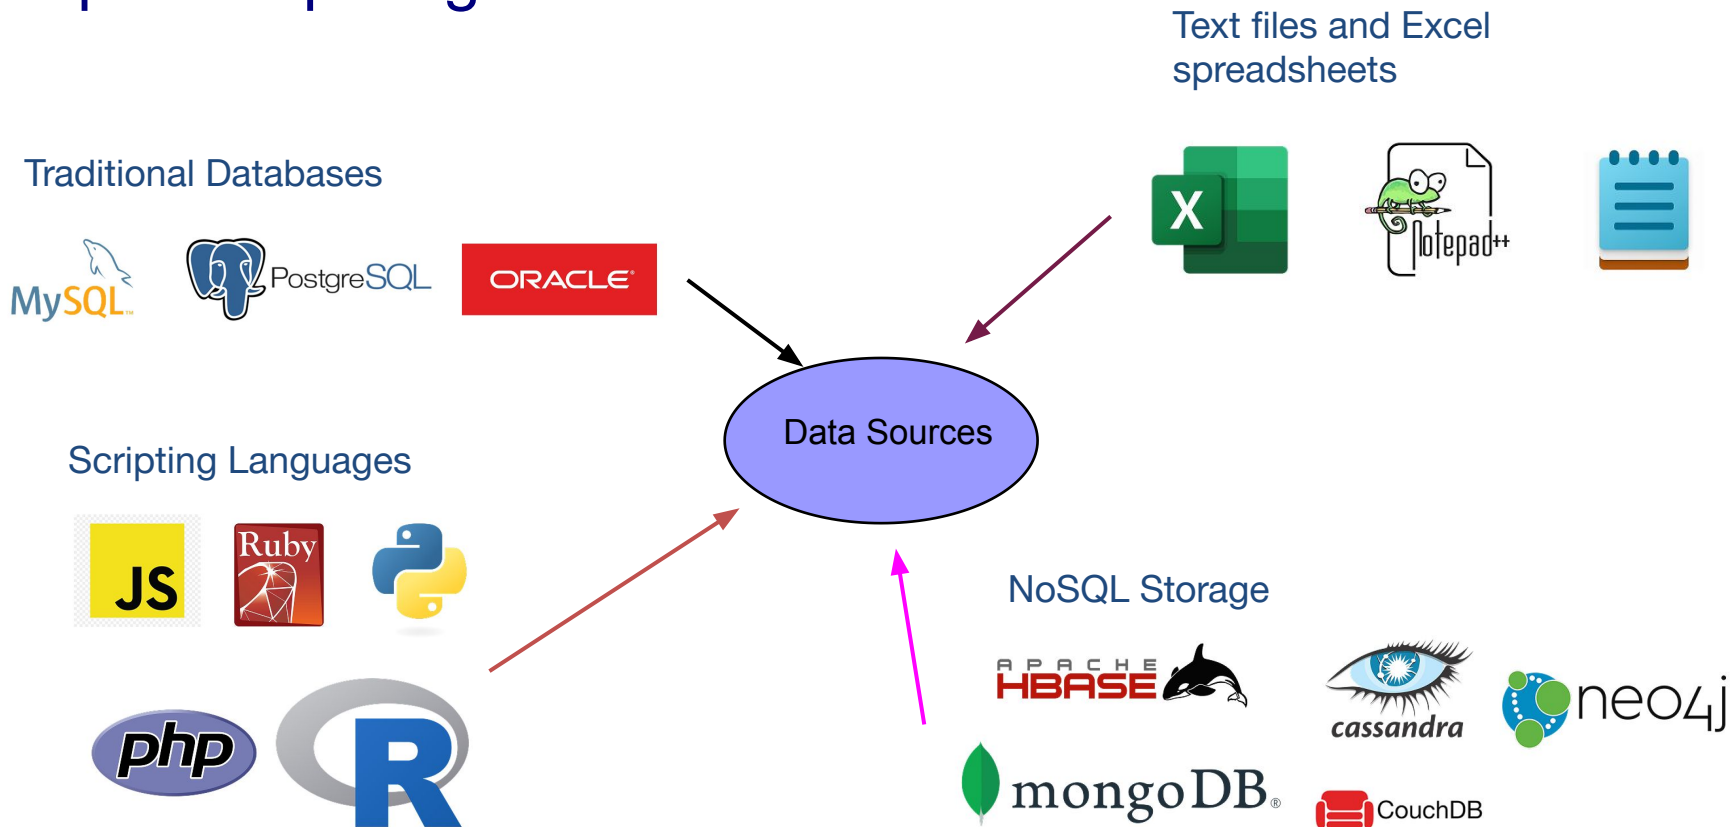 Text files and Excel
spreadsheets
Traditional Databases
X
Notepad++
MySQL™
PostgreSQL
ORACLE®
Data Sources
Scripting Languages
JS
Ruby
php
R
NoSQL Storage
APACHE
HBASE
cassandra
neo4j
mongoDB®
CouchDB